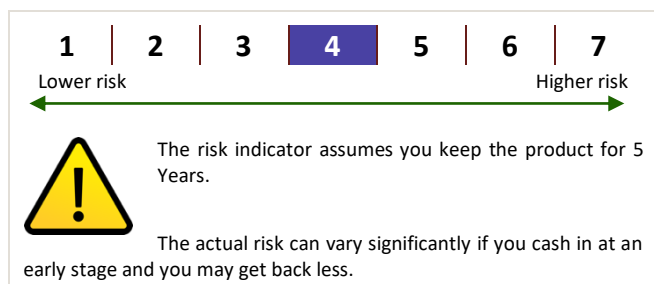 1 2 3 4 5 6 7
Lower risk Higher risk
The risk indicator assumes you keep the product for 5
Years.
The actual risk can vary significantly if you cash in at an
early stage and you may get back less.